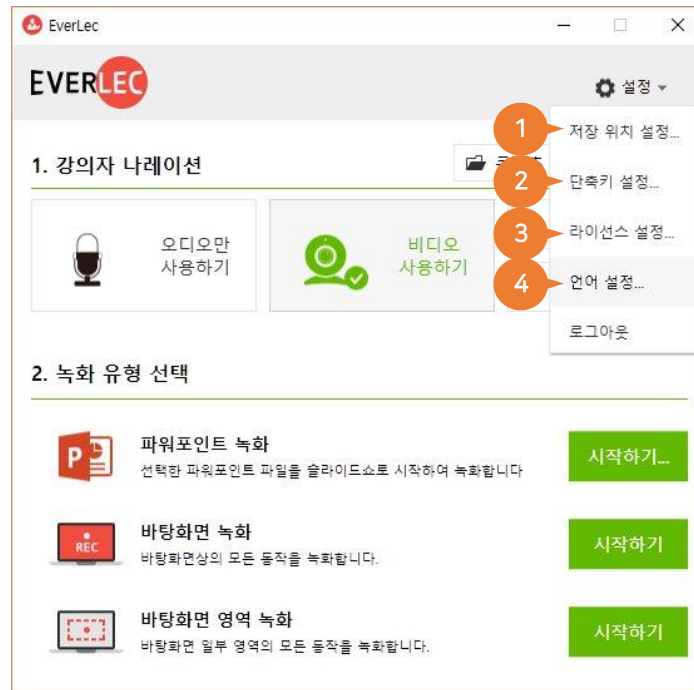 EverLec
EVERLEC
설정
1
저장 위치 설정...
1. 강의자 나레이션
2
단축키 설정...
오디오만
사용하기
비디오
사용하기
3
라이선스 설정...
4
언어 설정...
로그아웃
2. 녹화 유형 선택
파워포인트 녹화
선택한 파워포인트 파일을 슬라이드쇼로 시작하여 녹화합니다
시작하기...
REC
바탕화면 녹화
바탕화면상의 모든 동작을 녹화합니다.
시작하기
바탕화면 영역 녹화
바탕화면 일부 영역의 모든 동작을 녹화합니다.
시작하기